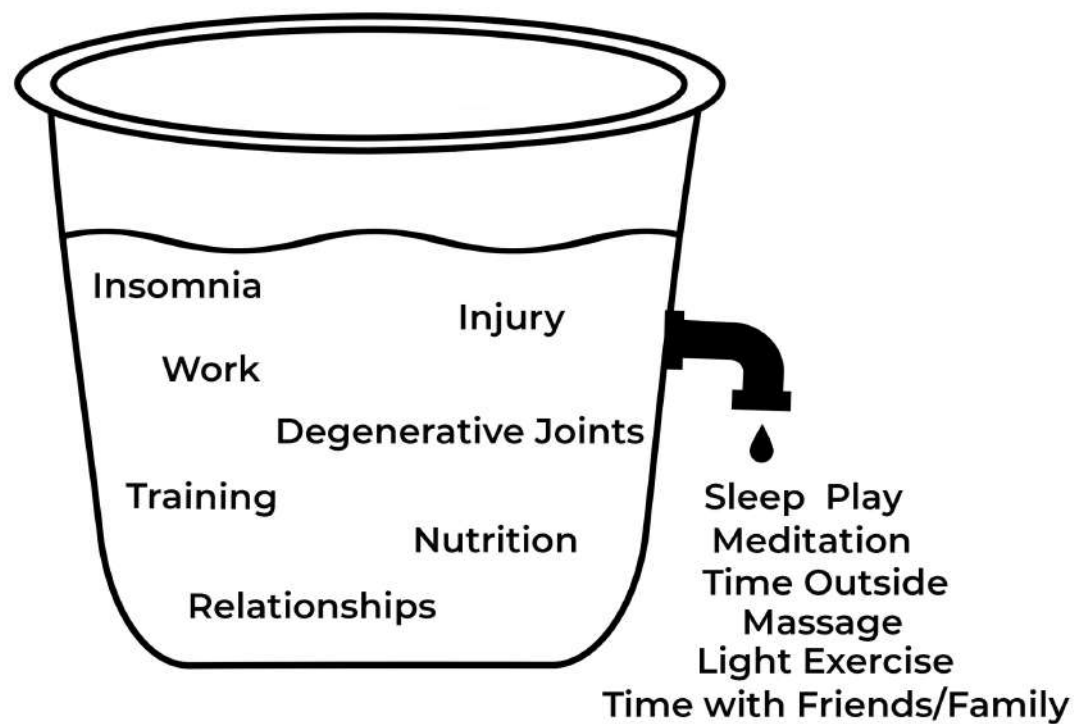 Insomnia
Injury
Work
Degenerative Joints
Training
Nutrition
Relationships
Sleep Play
Meditation
Time Outside
Massage
Light Exercise
Time with Friends/Family